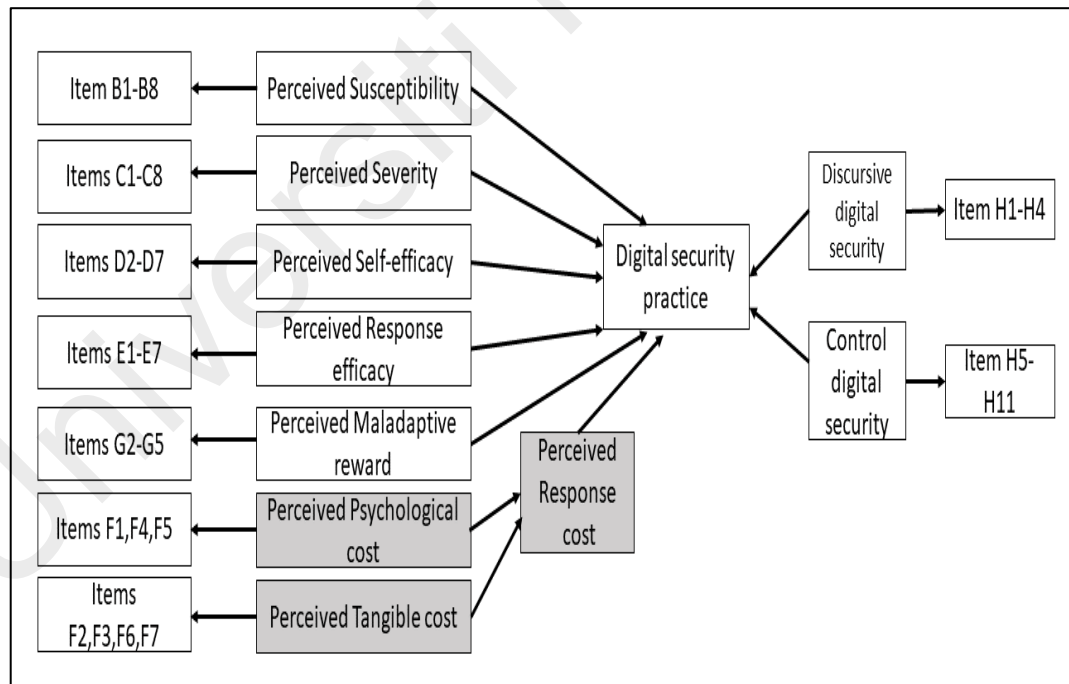 Universiti
Item B1-B8
Perceived Susceptibility
Items C1-C8
Perceived Severity
Items D2-D7
Perceived Self-efficacy
Items E1-E7
Perceived Response
efficacy
Items G2-G5
Perceived Maladaptive
reward
Items F1,F4,F5
Perceived Psychological
cost
Items
F2,F3,F6,F7
Perceived Tangible cost
Perceived
Response
cost
Digital security
practice
Discursive
digital
security
Item H1-H4
Control
digital
security
Item H5-
H11